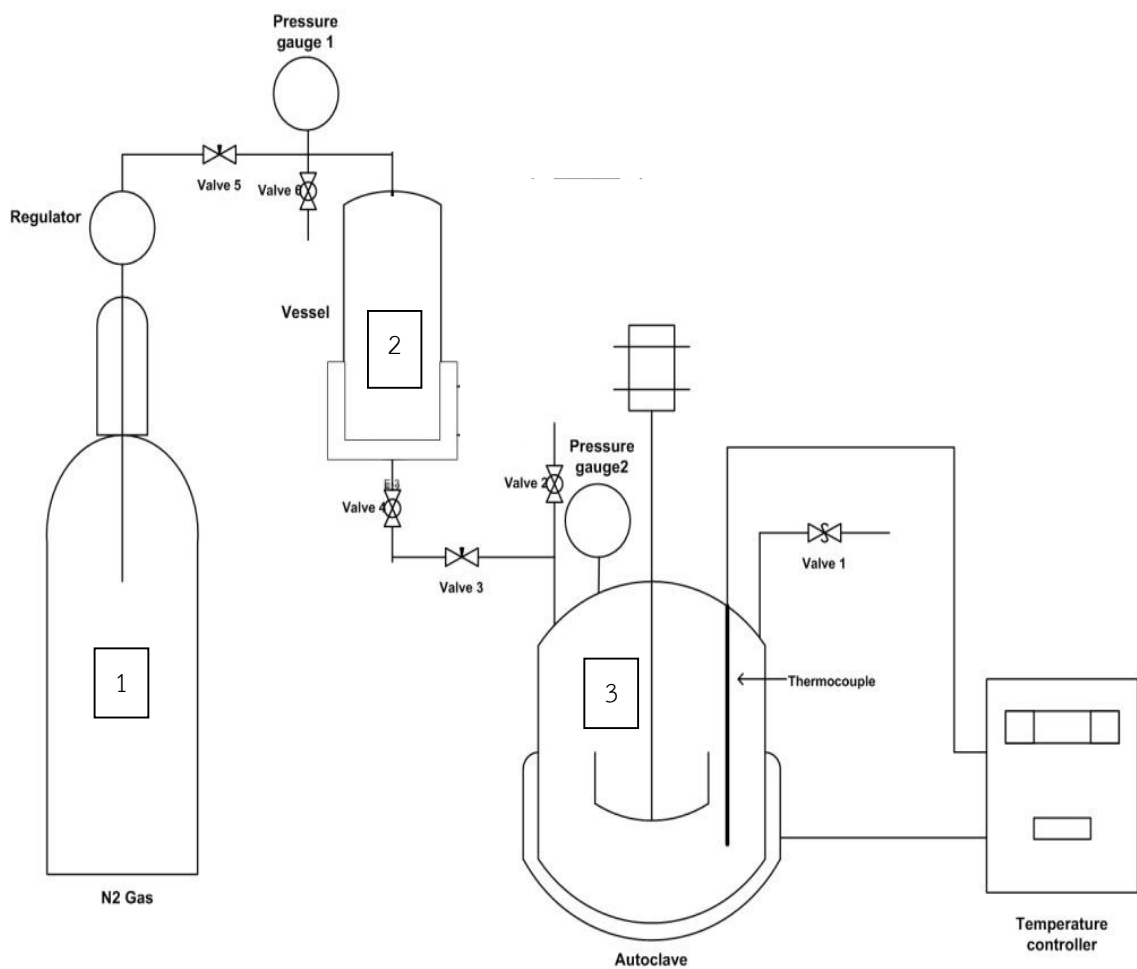 Pressure
gauge 1
Valve 5
Valve 6
Regulator
Vessel
2
Pressure
gauge2
Valve 2
Valve 4
Valve 3
Valve 1
1
3
Thermocouple
N2 Gas
Autoclave
Temperature
controller